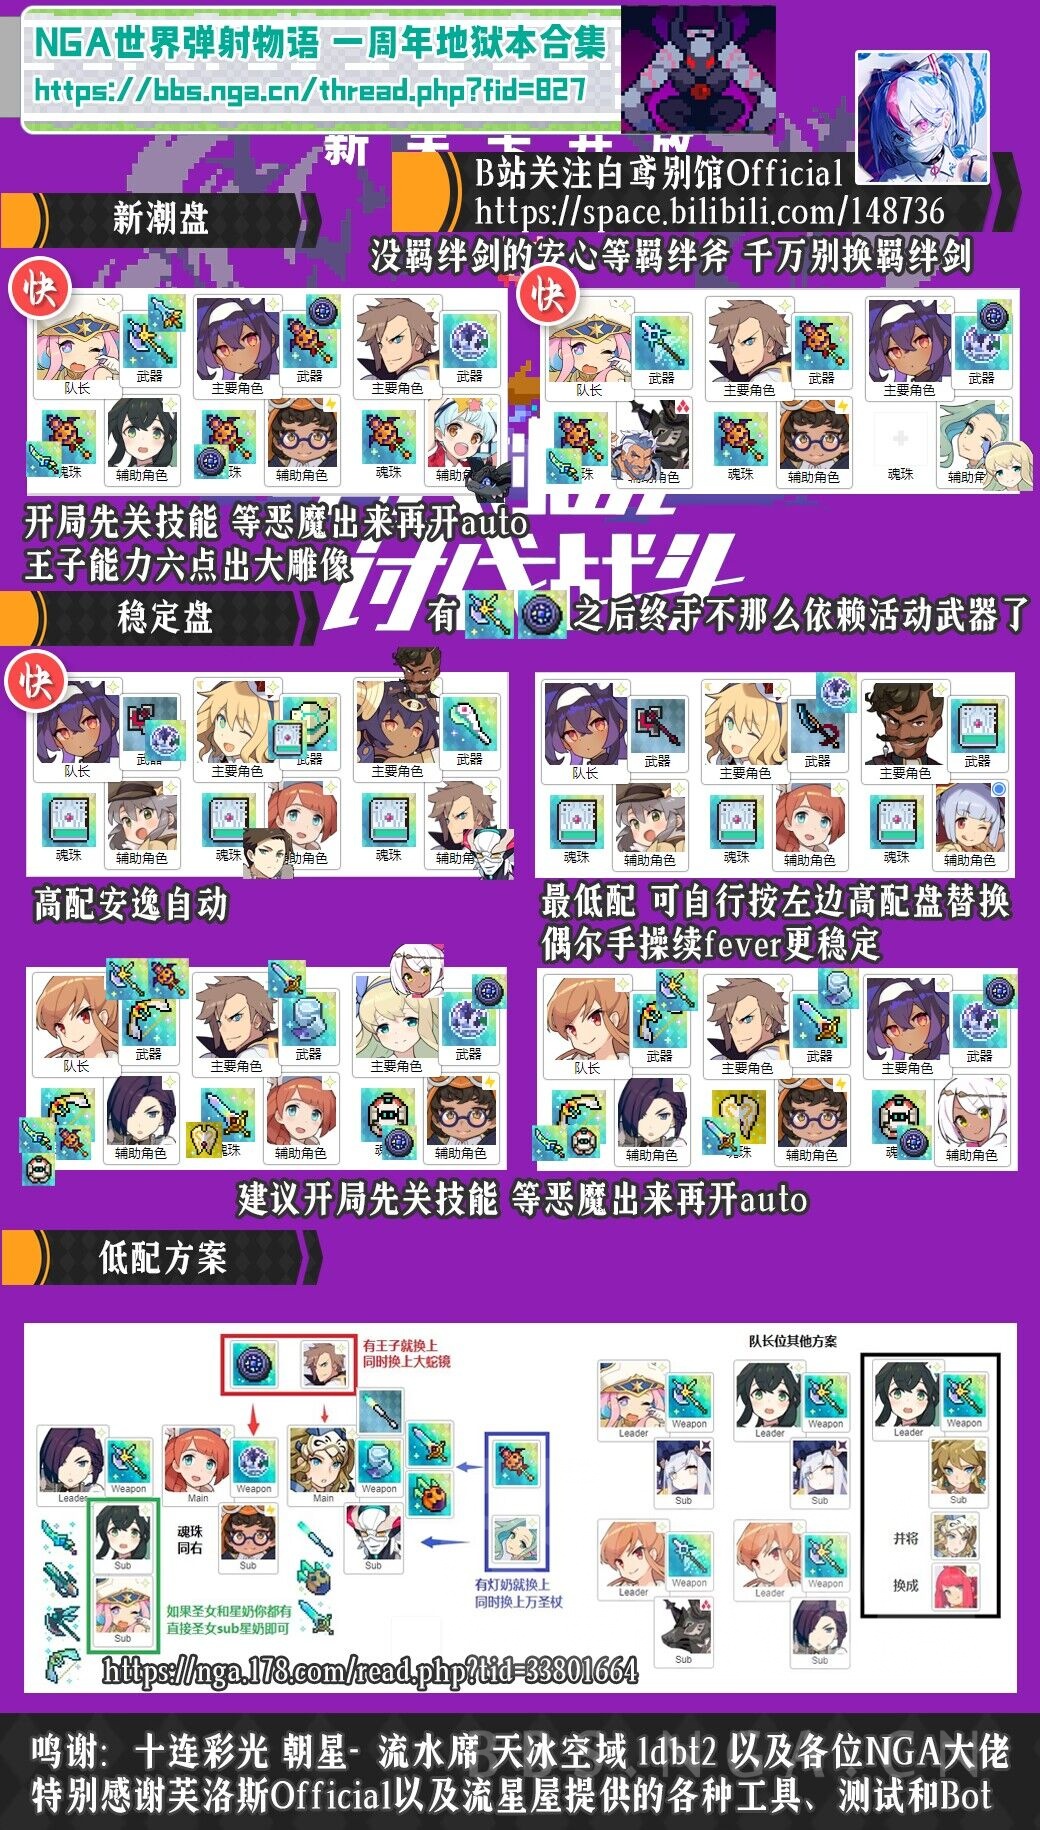 NGA世界弹射物语 一周年地狱本合集
https://bbs.nga.cn/thread.php?fid=827
B站关注白鸢别馆Official
https://space.bilibili.com/148736
新潮盘
没羁绊剑的安心等羁绊斧 千万别换羁绊剑
快
快
队长 武器 主要角色 武器 主要角色 武器
队长 武器 主要角色 武器 主要角色 武器
魂珠 辅助角色 珠 辅助角色 魂珠 辅助角
珠 助角色 魂珠 辅助角色 魂珠 辅助角
开局先关技能 等恶魔出来再开auto
王子能力六点出大雕像
稳定盘
有 之后终于不那么依赖活动武器了
快
队长 武器 主要角色 武器 主要角色 武器
队长 武器 主要角色 武器 主要角色 武器
魂珠 辅助角色 魂珠 助角色 魂珠 辅助角
魂珠 辅助角色 魂珠 辅助角色 魂珠 辅助角色
高配安逸自动
最低配 可自行按左边高配盘替换
偶尔手操续fever更稳定
队长 武器 主要角色 武器 主要角色 武器
队长 武器 主要角色 武器 主要角色 武器
辅助角色 珠 辅助角色 魂 辅助角色
辅助角色 珠 辅助角色 魂 辅助角色
建议开局先关技能 等恶魔出来再开auto
低配方案
有王子就换上
同时换上大蛇镜
队长位其他方案
Leader Weapon Leader Weapon Leader Weapon
Sub Sub Sub
Leader Weapon Main Weapon Main Weapon
Sub
魂珠
同右
Sub Sub
Sub
有灯奶就换上
同时换上万圣杖
如果圣女和星奶你都有
直接圣女sub星奶即可
Leader Weapon Leader Weapon
Sub Sub
并将
换成
https://nga.178.com/read.php?tid=33801664
BBS.NGA.CN
鸣谢：十连彩光 朝星- 流水席 天冰空域 ldbt2 以及各位NGA大佬
特别感谢芙洛斯Official以及流星屋提供的各种工具、测试和Bot